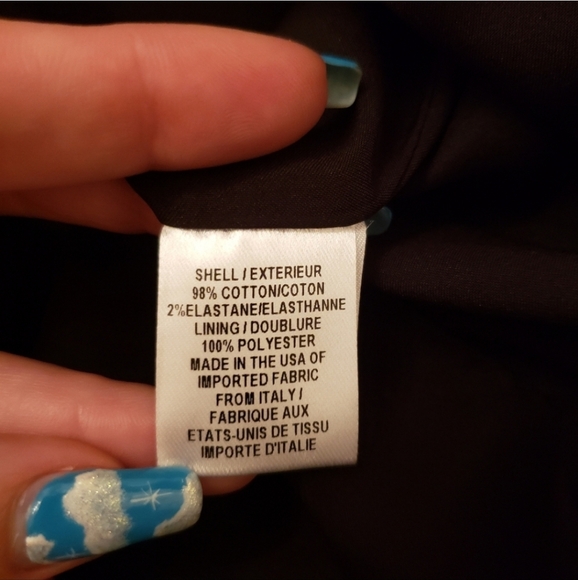 SHELL / EXTERIEUR
98% COTTON/COTON
2%ELASTANE/ELASTHANNE
LINING / DOUBLURE
100% POLYESTER
MADE IN THE USA OF
IMPORTED FABRIC
FROM ITALY /
FABRIQUE AUX
ETATS-UNIS DE TISSU
IMPORTE D'ITALIE